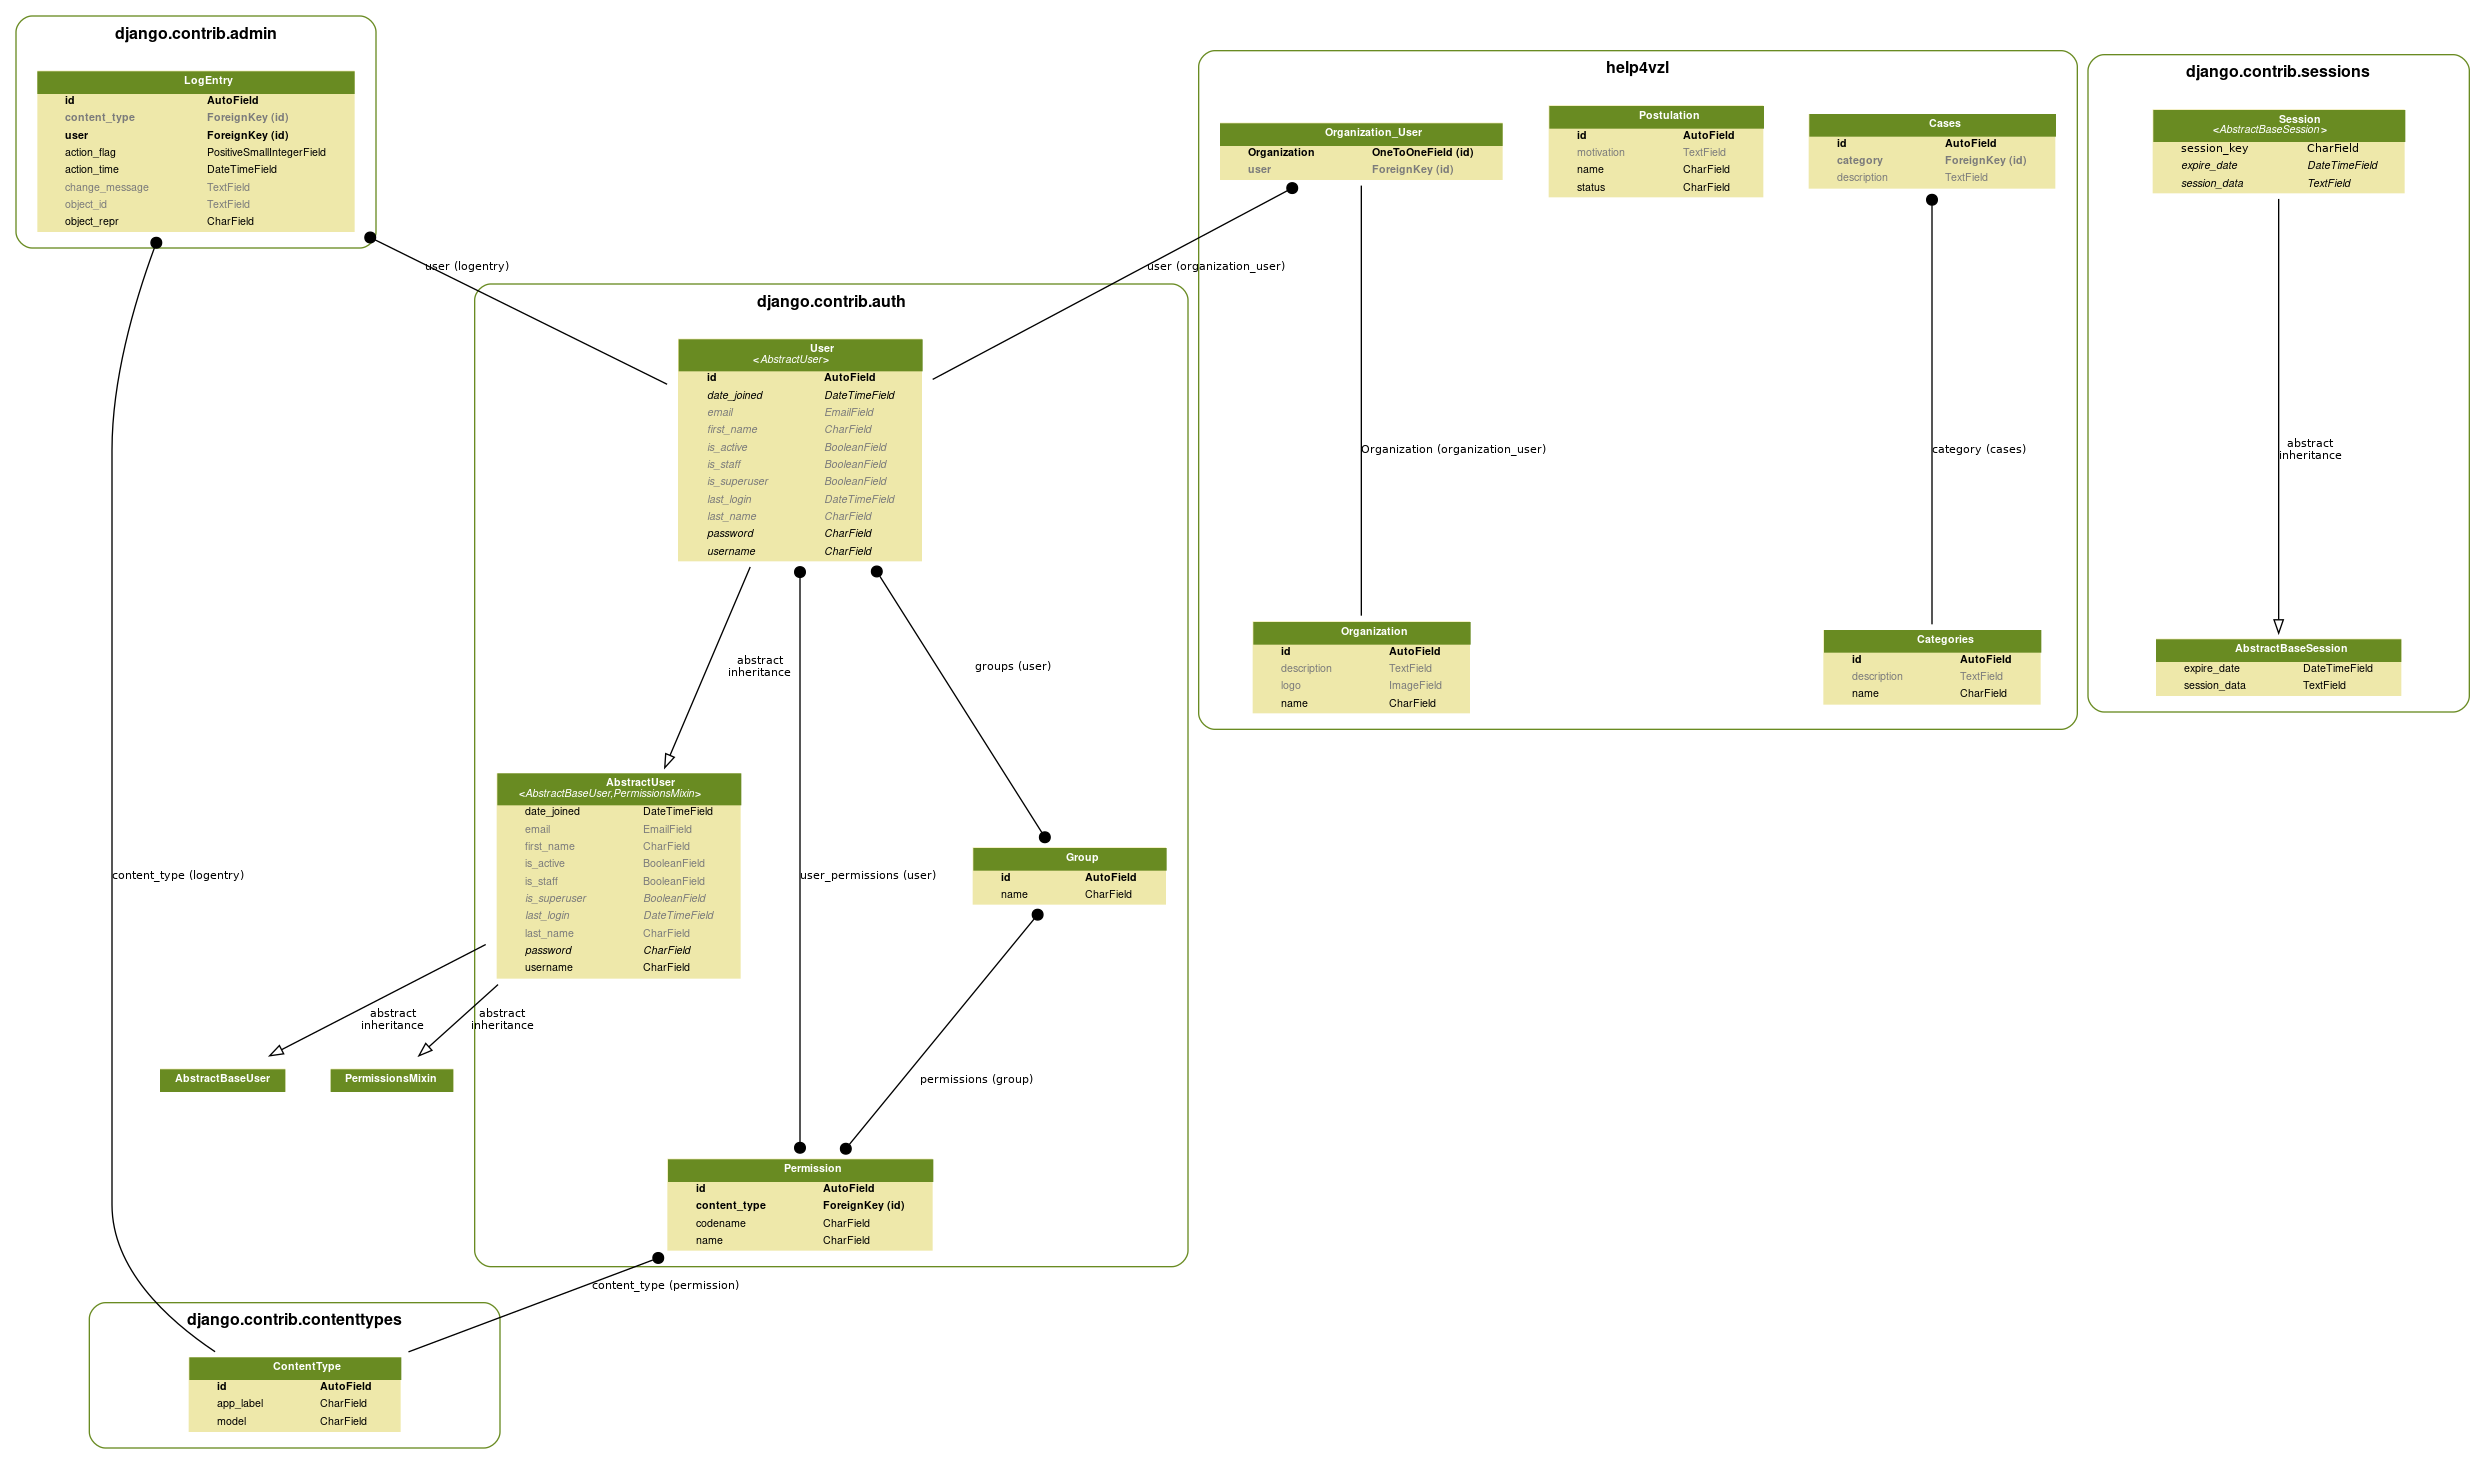 django.contrib.admin
LogEntry
id AutoField
content_type ForeignKey (id)
user ForeignKey (id)
action_flag PositiveSmallIntegerField
action_time DateTimeField
change_message TextField
object_id TextField
object_repr CharField
user (logentry)
content_type (logentry)
django.contrib.auth
User
<AbstractUser>
id AutoField
date_joined DateTimeField
email EmailField
first_name CharField
is_active BooleanField
is_staff BooleanField
is_superuser BooleanField
last_login DateTimeField
last_name CharField
password CharField
username CharField
abstract
inheritance
groups (user)
user_permissions (user)
AbstractUser
<AbstractBaseUser,PermissionsMixin>
date_joined DateTimeField
email EmailField
first_name CharField
is_active BooleanField
is_staff BooleanField
is_superuser BooleanField
last_login DateTimeField
last_name CharField
password CharField
username CharField
Group
id AutoField
name CharField
abstract
inheritance
abstract
inheritance
AbstractBaseUser
PermissionsMixin
permissions (group)
Permission
id AutoField
content_type ForeignKey (id)
codename CharField
name CharField
content_type (permission)
django.contrib.contenttypes
ContentType
id AutoField
app_label CharField
model CharField
help4vzl
Organization_User
Organization OneToOneField (id)
user ForeignKey (id)
user (organization_user)
Postulation
id AutoField
motivation TextField
name CharField
status CharField
Cases
id AutoField
category ForeignKey (id)
description TextField
Organization (organization_user)
category (cases)
Organization
id AutoField
description TextField
logo ImageField
name CharField
Categories
id AutoField
description TextField
name CharField
django.contrib.sessions
Session
<AbstractBaseSession>
session_key CharField
expire_date DateTimeField
session_data TextField
abstract
inheritance
AbstractBaseSession
expire_date DateTimeField
session_data TextField